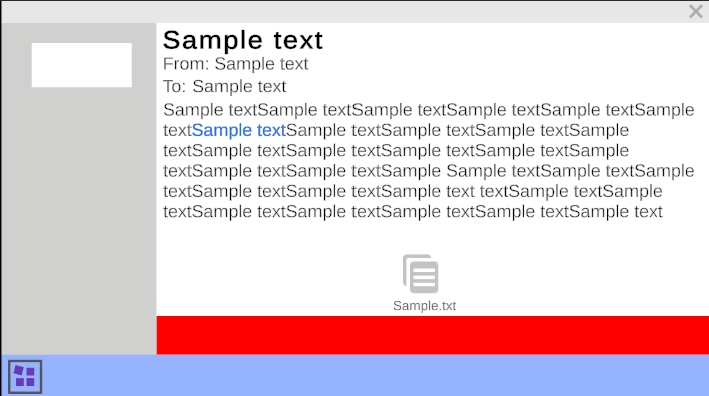 Sample text
From: Sample text
To: Sample text
Sample textSample textSample textSample textSample textSample
textSample textSample textSample textSample textSample
textSample textSample textSample textSample textSample
textSample textSample textSample Sample textSample textSample
textSample textSample textSample text textSample textSample
textSample textSample textSample textSample textSample text
Sample.txt